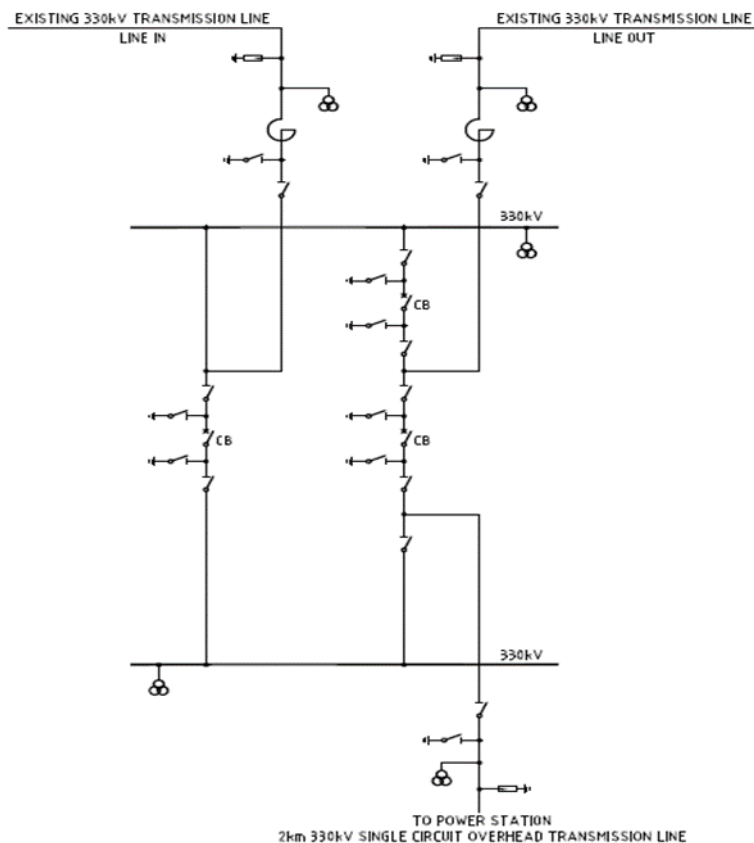 EXISTING 330kV TRANSMISSION LINE
LINE IN
EXISTING 330kV TRANSMISSION LINE
LINE OUT
330kV
CB
CB
CB
330kV
TO POWER STATION
2km 330kV SINGLE CIRCUIT OVERHEAD TRANSMISSION LINE